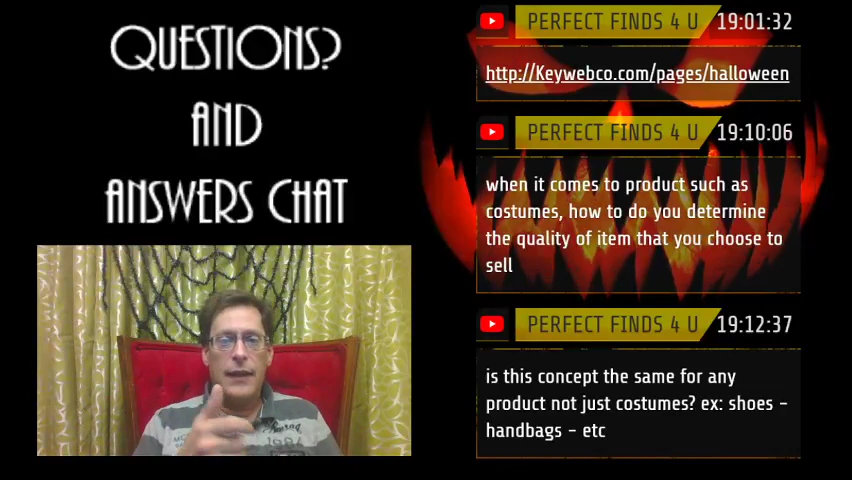 QUESTIONS?
AND
ANSWERS CHAT
PERFECT FINDS 4 U 19:01:32
http://Keywebco.com/pages/halloween
PERFECT FINDS 4 U 19:10:06
when it comes to product such as
costumes, how to do you determine
the quality of item that you choose to
sell
PERFECT FINDS 4 U 19:12:37
is this concept the same for any
product not just costumes? ex: shoes -
handbags - etc